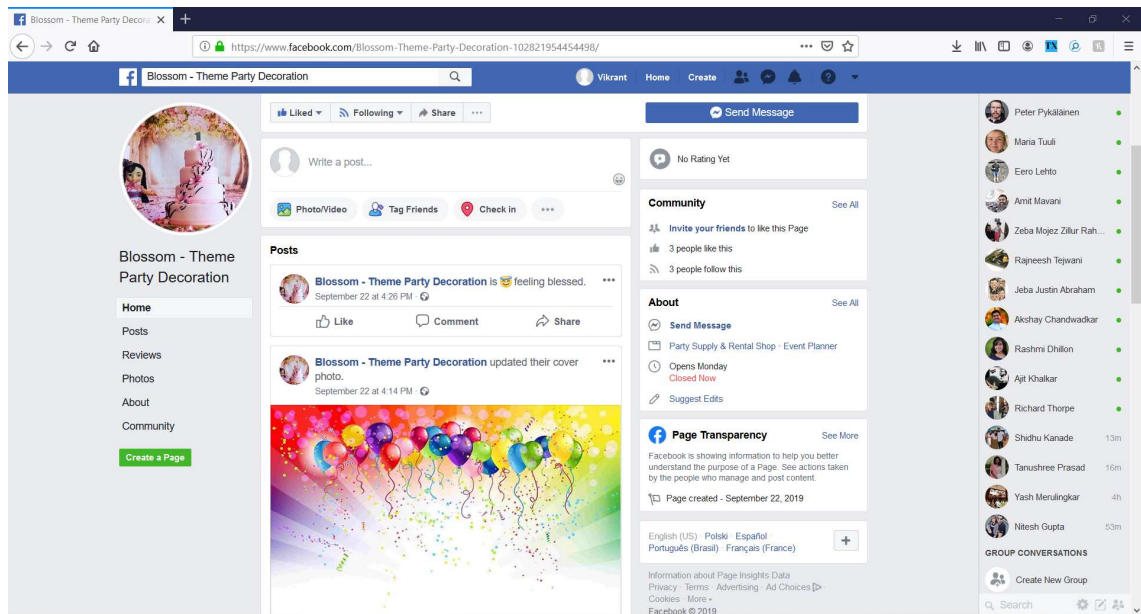 Blossom - Theme Party Decora
https://www.facebook.com/Blossom-Theme-Party-Decoration-102821954454498/
Blossom - Theme Party Decoration
Vikrant Home Create
Liked Following Share
Send Message
Write a post...
Photo/Video Tag Friends Check in
Blossom - Theme
Party Decoration
Home
Posts
Reviews
Photos
About
Community
Create a Page
Posts
Blossom - Theme Party Decoration is feeling blessed.
September 22 at 4:26 PM ·
Like Comment Share
Blossom - Theme Party Decoration updated their cover
photo.
September 22 at 4:14 PM ·
No Rating Yet
Community See All
Invite your friends to like this Page
3 people like this
3 people follow this
About See All
Send Message
Party Supply & Rental Shop · Event Planner
Opens Monday
Closed Now
Suggest Edits
Page Transparency See More
Facebook is showing information to help you better
understand the purpose of a Page. See actions taken
by the people who manage and post content.
Page created - September 22, 2019
English (US) · Polski · Español ·
Português (Brasil) · Français (France)
Information about Page Insights Data
Privacy · Terms · Advertising · Ad Choices ·
Cookies · More
Facebook © 2019
Peter Pykäläinen
Maria Tuuli
Eero Lehto
Amit Mavani
Zeba Mojez Zillur Rah...
Rajneesh Tejwani
Jeba Justin Abraham
Akshay Chandwadkar
Rashmi Dhillon
Ajit Khalkar
Richard Thorpe
Shidhu Kanade 13m
Tanushree Prasad 16m
Yash Merulingkar 4h
Nitesh Gupta 53m
GROUP CONVERSATIONS
Create New Group
Search